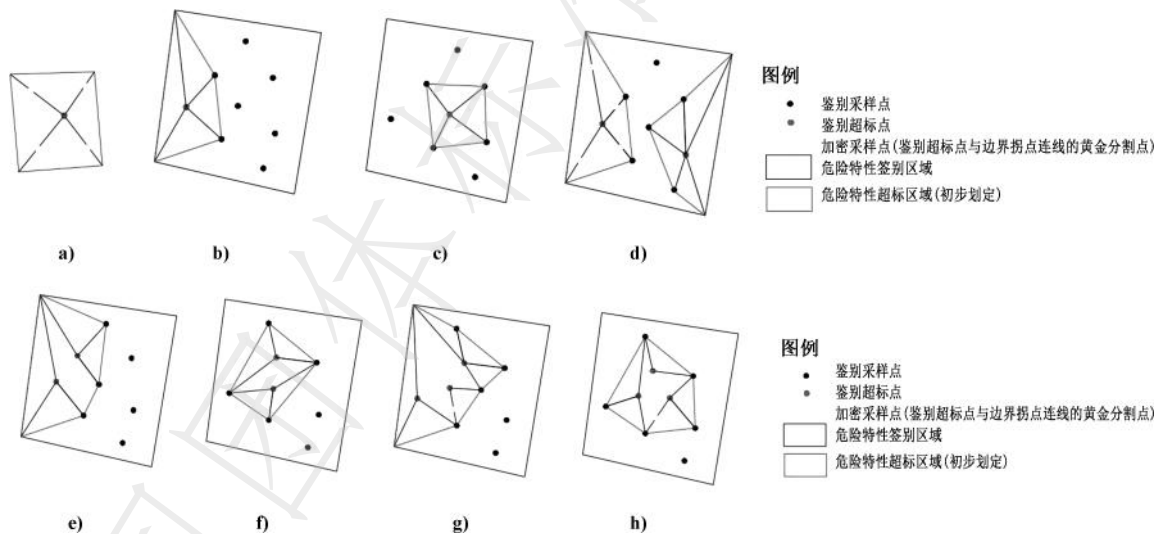 图例
鉴别采样点
鉴别超标点
加密采样点(鉴别超标点与边界拐点连线的黄金分割点)
危险特性签别区域
危险特性超标区域(初步划定)
a)
b)
c)
d)
图例
鉴别采样点
鉴别超标点
加密采样点(鉴别超标点与边界拐点连线的黄金分割点)
危险特性签别区域
危险特性超标区域(初步划定)
e)
f)
g)
h)
团体标